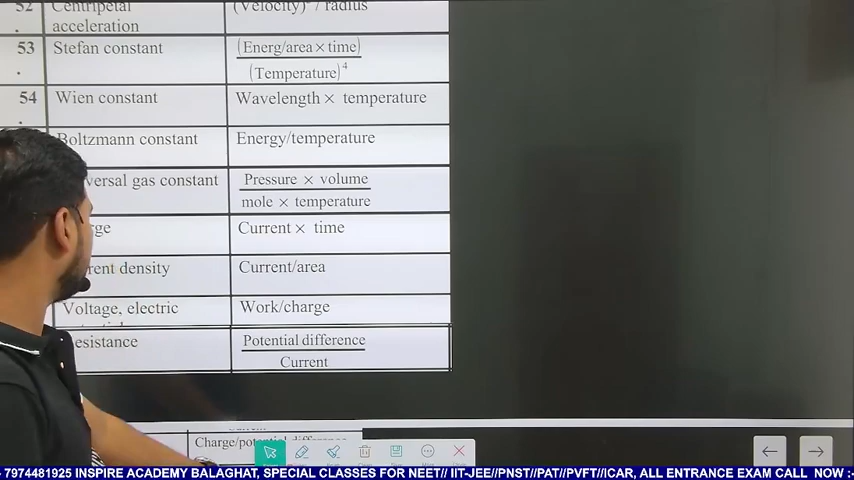 52 Centripetal (Velocity)² / radius
. acceleration
53 Stefan constant (Energ/area×time)
. (Temperature)⁴
54 Wien constant Wavelength × temperature
.
Boltzmann constant Energy/temperature
versal gas constant Pressure × volume
mole × temperature
rge Current × time
rent density Current/area
Voltage, electric Work/charge
esistance Potential difference
Current
Charge/potential difference
- 7974481925 INSPIRE ACADEMY BALAGHAT, SPECIAL CLASSES FOR NEET// IIT-JEE//PNST//PAT//PVFT//ICAR, ALL ENTRANCE EXAM CALL NOW :-